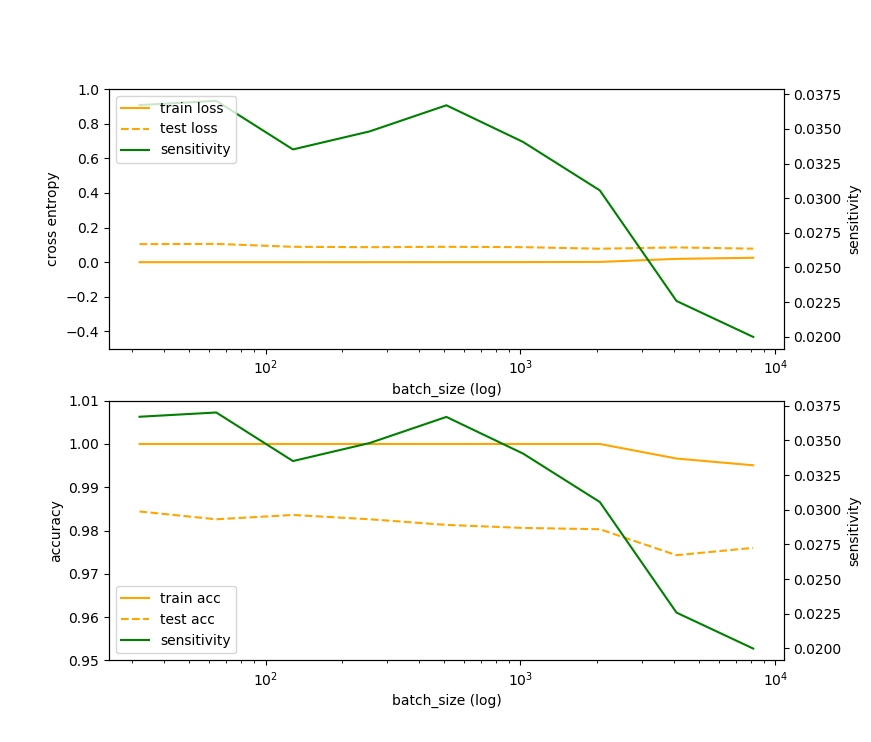 1.0
0.8
0.6
0.4
0.2
0.0
−0.2
−0.4
cross entropy
train loss
test loss
sensitivity
0.0375
0.0350
0.0325
0.0300
0.0275
0.0250
0.0225
0.0200
sensitivity
10² 10³ 10⁴
batch_size (log)
1.01
1.00
0.99
0.98
0.97
0.96
0.95
accuracy
train acc
test acc
sensitivity
0.0375
0.0350
0.0325
0.0300
0.0275
0.0250
0.0225
0.0200
sensitivity
10² 10³ 10⁴
batch_size (log)